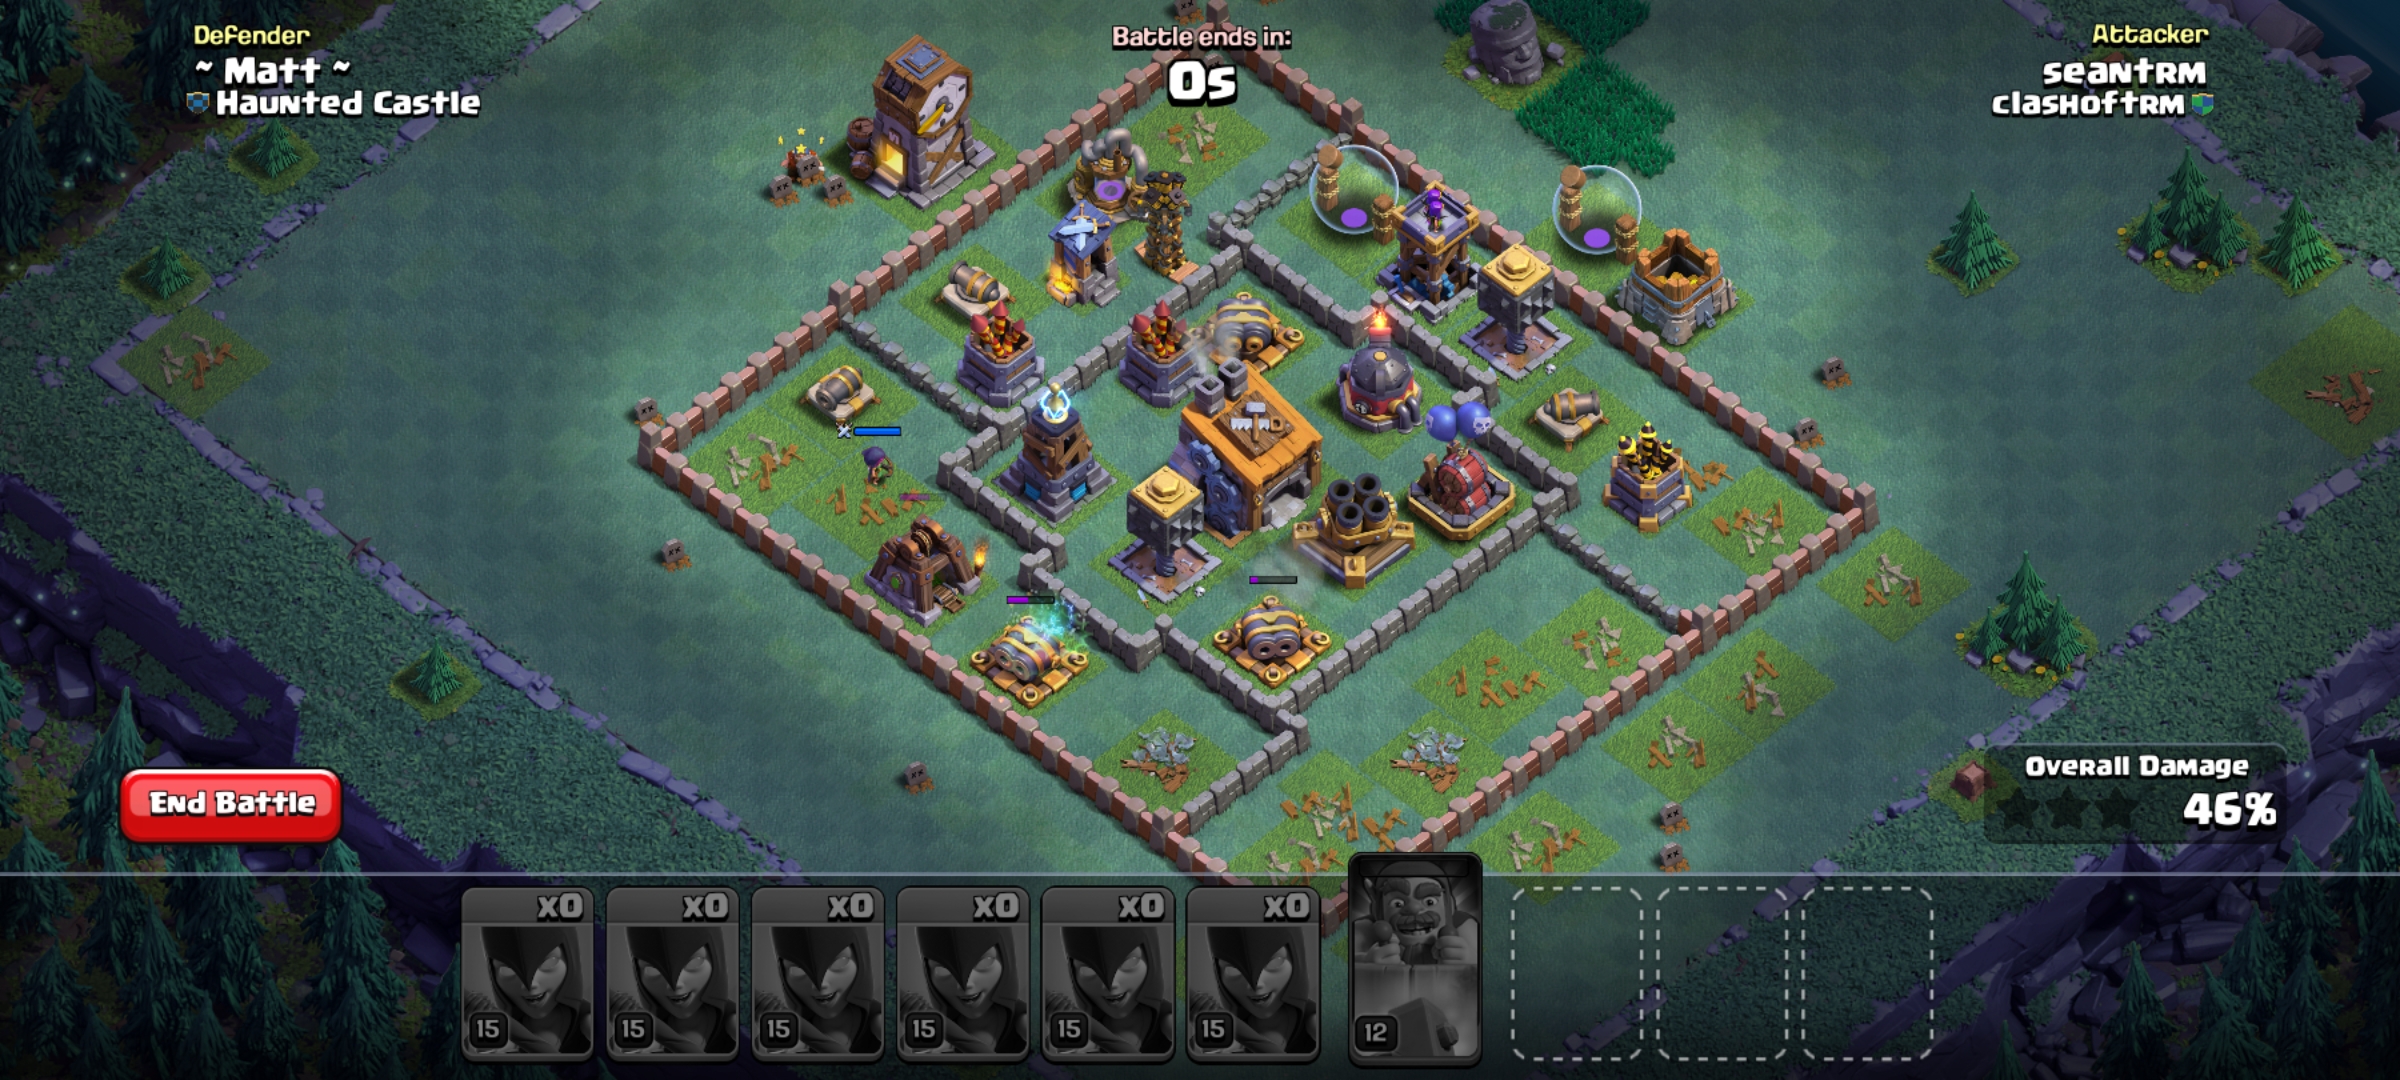 Defender
~ Matt ~
Haunted Castle
Battle ends in:
0s
Attacker
seantRM
clashoftRM
End Battle
Overall Damage
46%
x0
x0
x0
x0
x0
x0
15
15
15
15
15
15
12